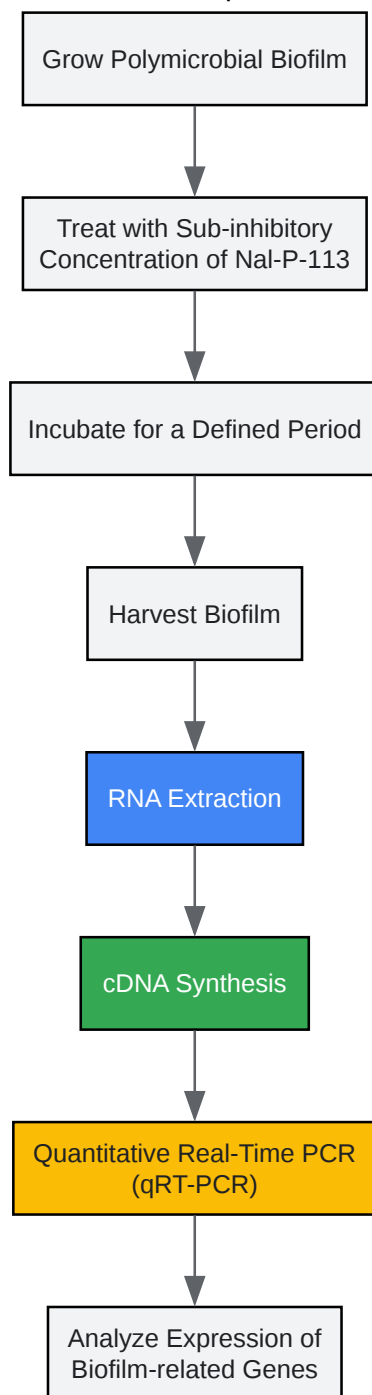 Grow Polymicrobial Biofilm
Treat with Sub-inhibitory
Concentration of Nal-P-113
Incubate for a Defined Period
Harvest Biofilm
RNA Extraction
cDNA Synthesis
Quantitative Real-Time PCR
(qRT-PCR)
Analyze Expression of
Biofilm-related Genes